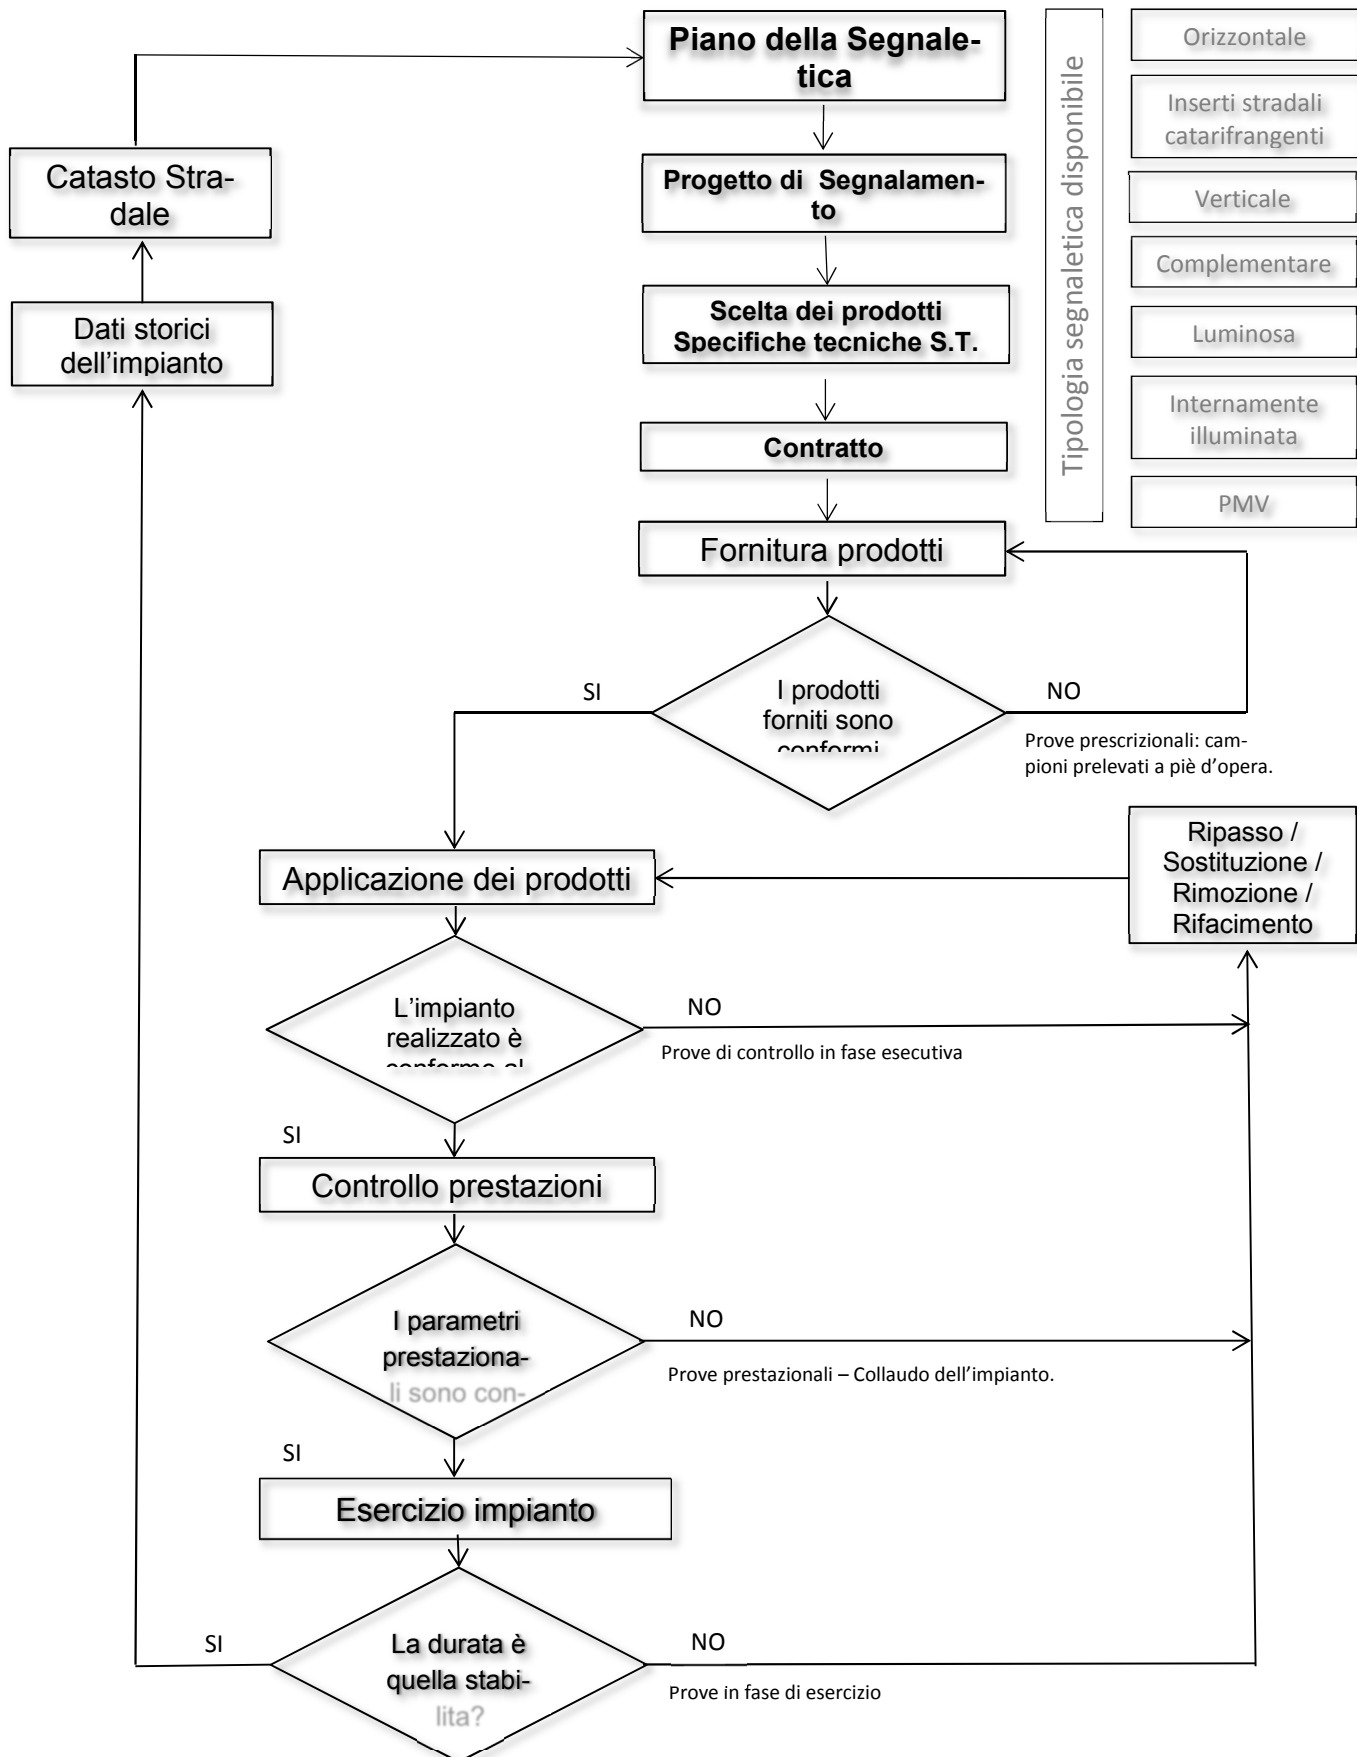 Piano della Segnale-
tica
Orizzontale
Inserti stradali
catarifrangenti
Verticale
Complementare
Luminosa
Internamente
illuminata
PMV
Tipologia segnaletica disponibile
Catasto Stra-
dale
Dati storici
dell'impianto
Progetto di Segnalamen-
to
Scelta dei prodotti
Specifiche tecniche S.T.
Contratto
Fornitura prodotti
SI
I prodotti
forniti sono
conformi
NO
Prove prescrizionali: cam-
pioni prelevati a piè d'opera.
Ripasso /
Sostituzione /
Rimozione /
Rifacimento
Applicazione dei prodotti
L'impianto
realizzato è
conforme al
NO
Prove di controllo in fase esecutiva
SI
Controllo prestazioni
I parametri
prestaziona-
li sono con-
NO
Prove prestazionali – Collaudo dell'impianto.
SI
Esercizio impianto
SI
La durata è
quella stabi-
lita?
NO
Prove in fase di esercizio